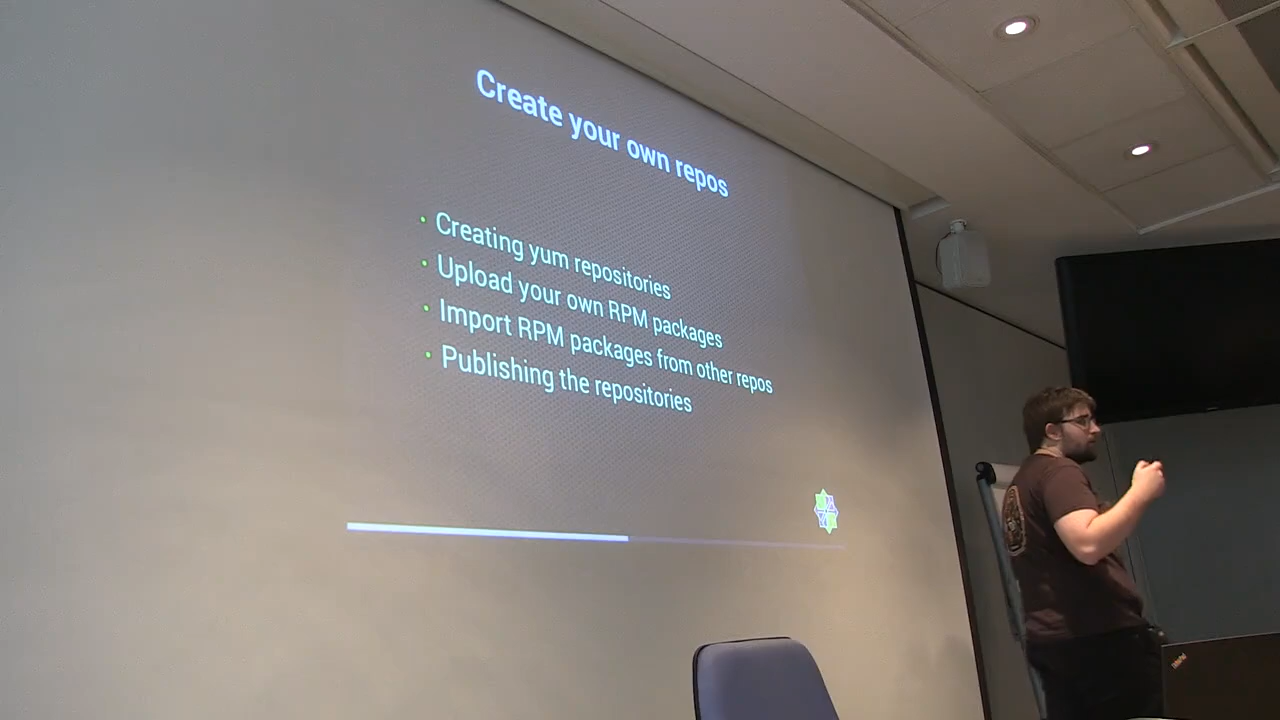 Create your own repos
• Creating yum repositories
• Upload your own RPM packages
• Import RPM packages from other repos
• Publishing the repositories
ThinkPad